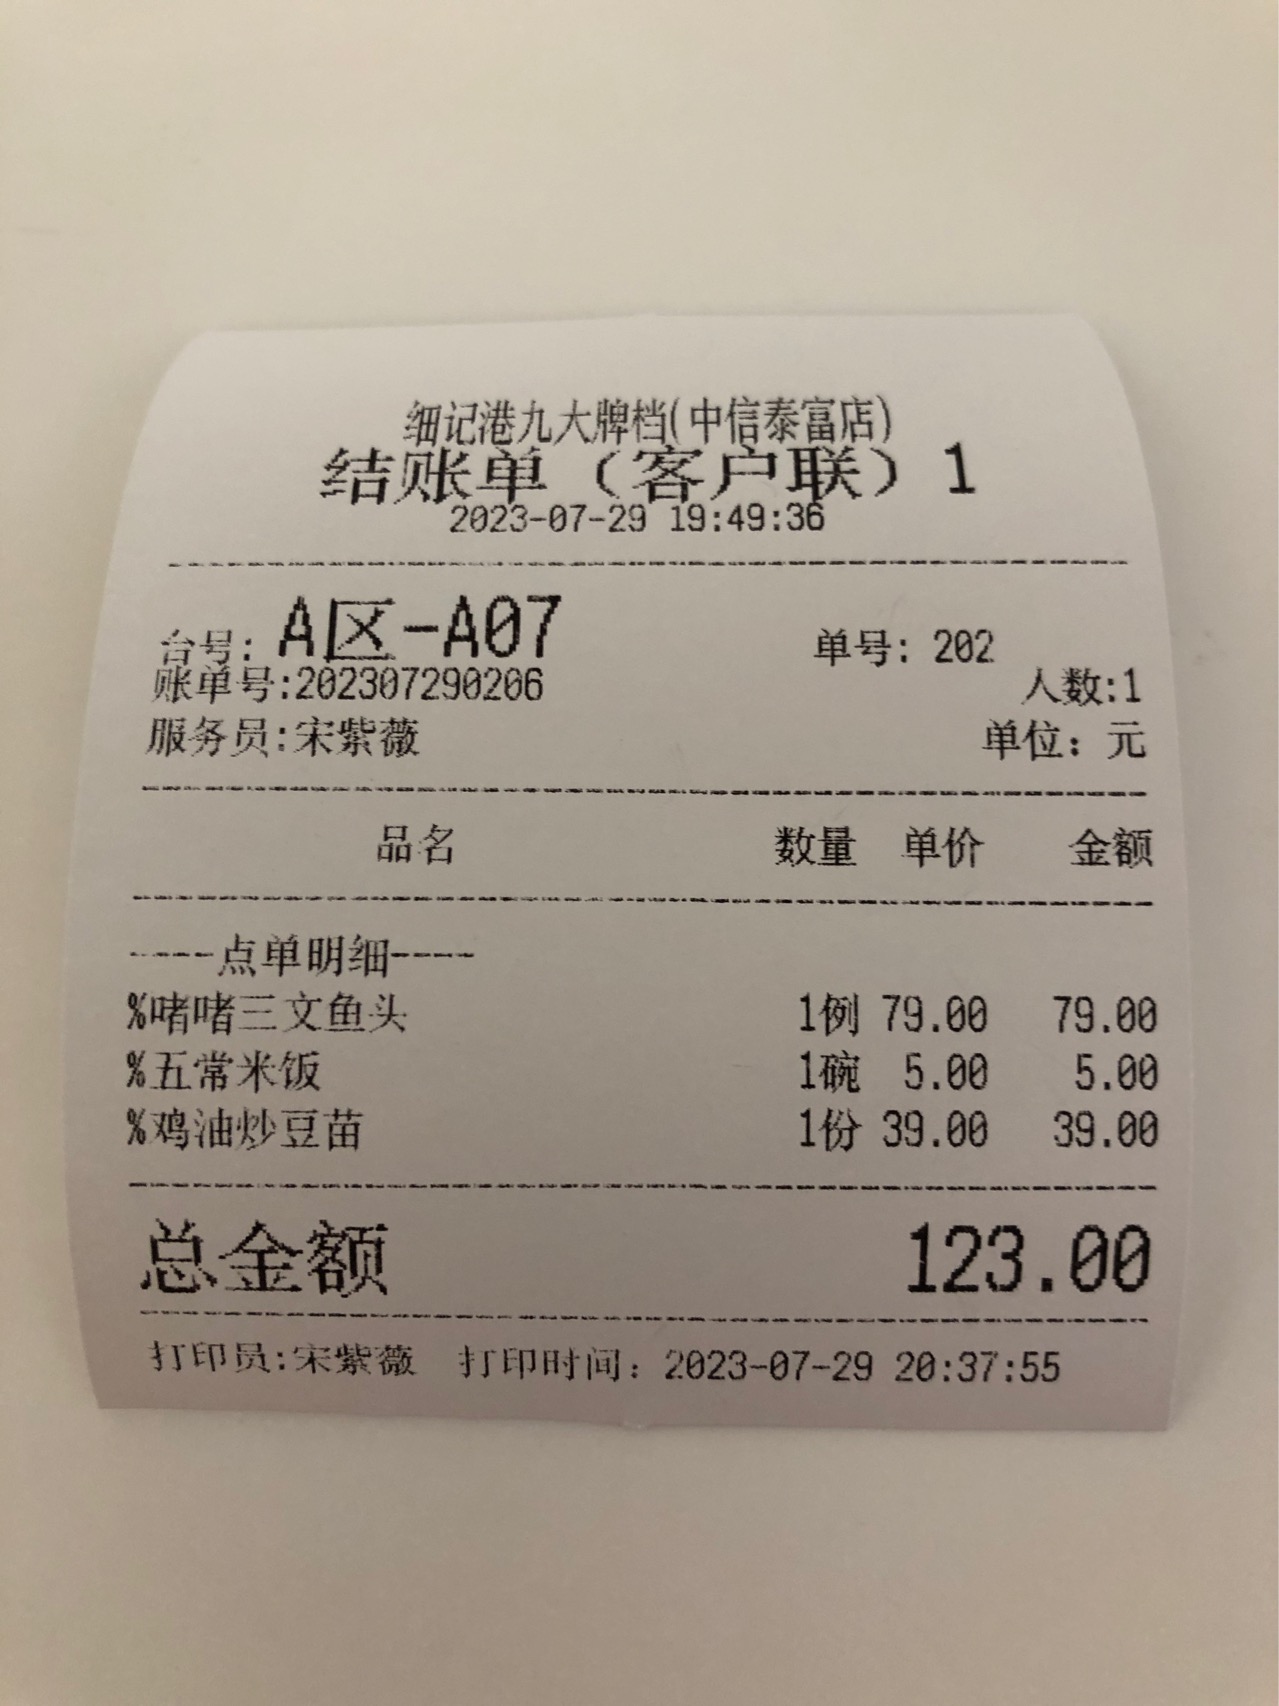 细记港九大牌档(中信泰富店)
结账单（客户联）1
2023-07-29 19:49:36
台号: A区-A07 单号: 202
账单号:202307290206 人数:1
服务员:宋紫薇 单位: 元
品名 数量 单价 金额
----点单明细----
%啫啫三文鱼头 1例 79.00 79.00
%五常米饭 1碗 5.00 5.00
%鸡油炒豆苗 1份 39.00 39.00
总金额 123.00
打印员:宋紫薇 打印时间: 2023-07-29 20:37:55